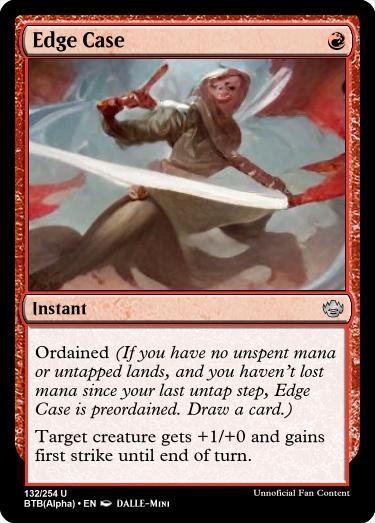 Edge Case
Instant
Ordained (If you have no unspent mana
or untapped lands, and you haven't lost
mana since your last untap step, Edge
Case is preordained. Draw a card.)
Target creature gets +1/+0 and gains
first strike until end of turn.
132/254 U
BTB(Alpha) • EN DALLE-Mini
Unnoficial Fan Content